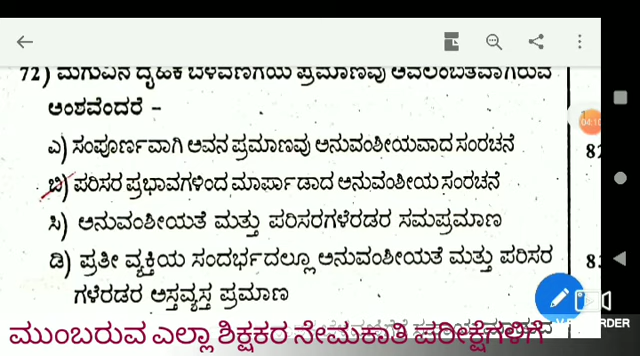 72) ಮಗುವಿನ ದೈಹಿಕ ಬೆಳವಣಿಗೆಯ ಪ್ರಮಾಣವು ಅವಲಂಬಿತವಾಗಿರುವ
ಅಂಶವೆಂದರೆ –
ಎ) ಸಂಪೂರ್ಣವಾಗಿ ಅವನ ಪ್ರಮಾಣವು ಅನುವಂಶೀಯವಾದ ಸಂರಚನೆ
ಬಿ) ಪರಿಸರ ಪ್ರಭಾವಗಳಿಂದ ಮಾರ್ಪಾಡಾದ ಅನುವಂಶೀಯ ಸಂರಚನೆ
ಸಿ) ಅನುವಂಶೀಯತೆ ಮತ್ತು ಪರಿಸರಗಳೆರಡರ ಸಮಪ್ರಮಾಣ
ಡಿ) ಪ್ರತೀ ವ್ಯಕ್ತಿಯ ಸಂದರ್ಭದಲ್ಲೂ ಅನುವಂಶೀಯತೆ ಮತ್ತು ಪರಿಸರ
ಗಳೆರಡರ ಅಸ್ತವ್ಯಸ್ತ ಪ್ರಮಾಣ
ಮುಂಬರುವ ಎಲ್ಲಾ ಶಿಕ್ಷಕರ ನೇಮಕಾತಿ ಪರೀಕ್ಷೆಗಳಿಗೆ
04:10